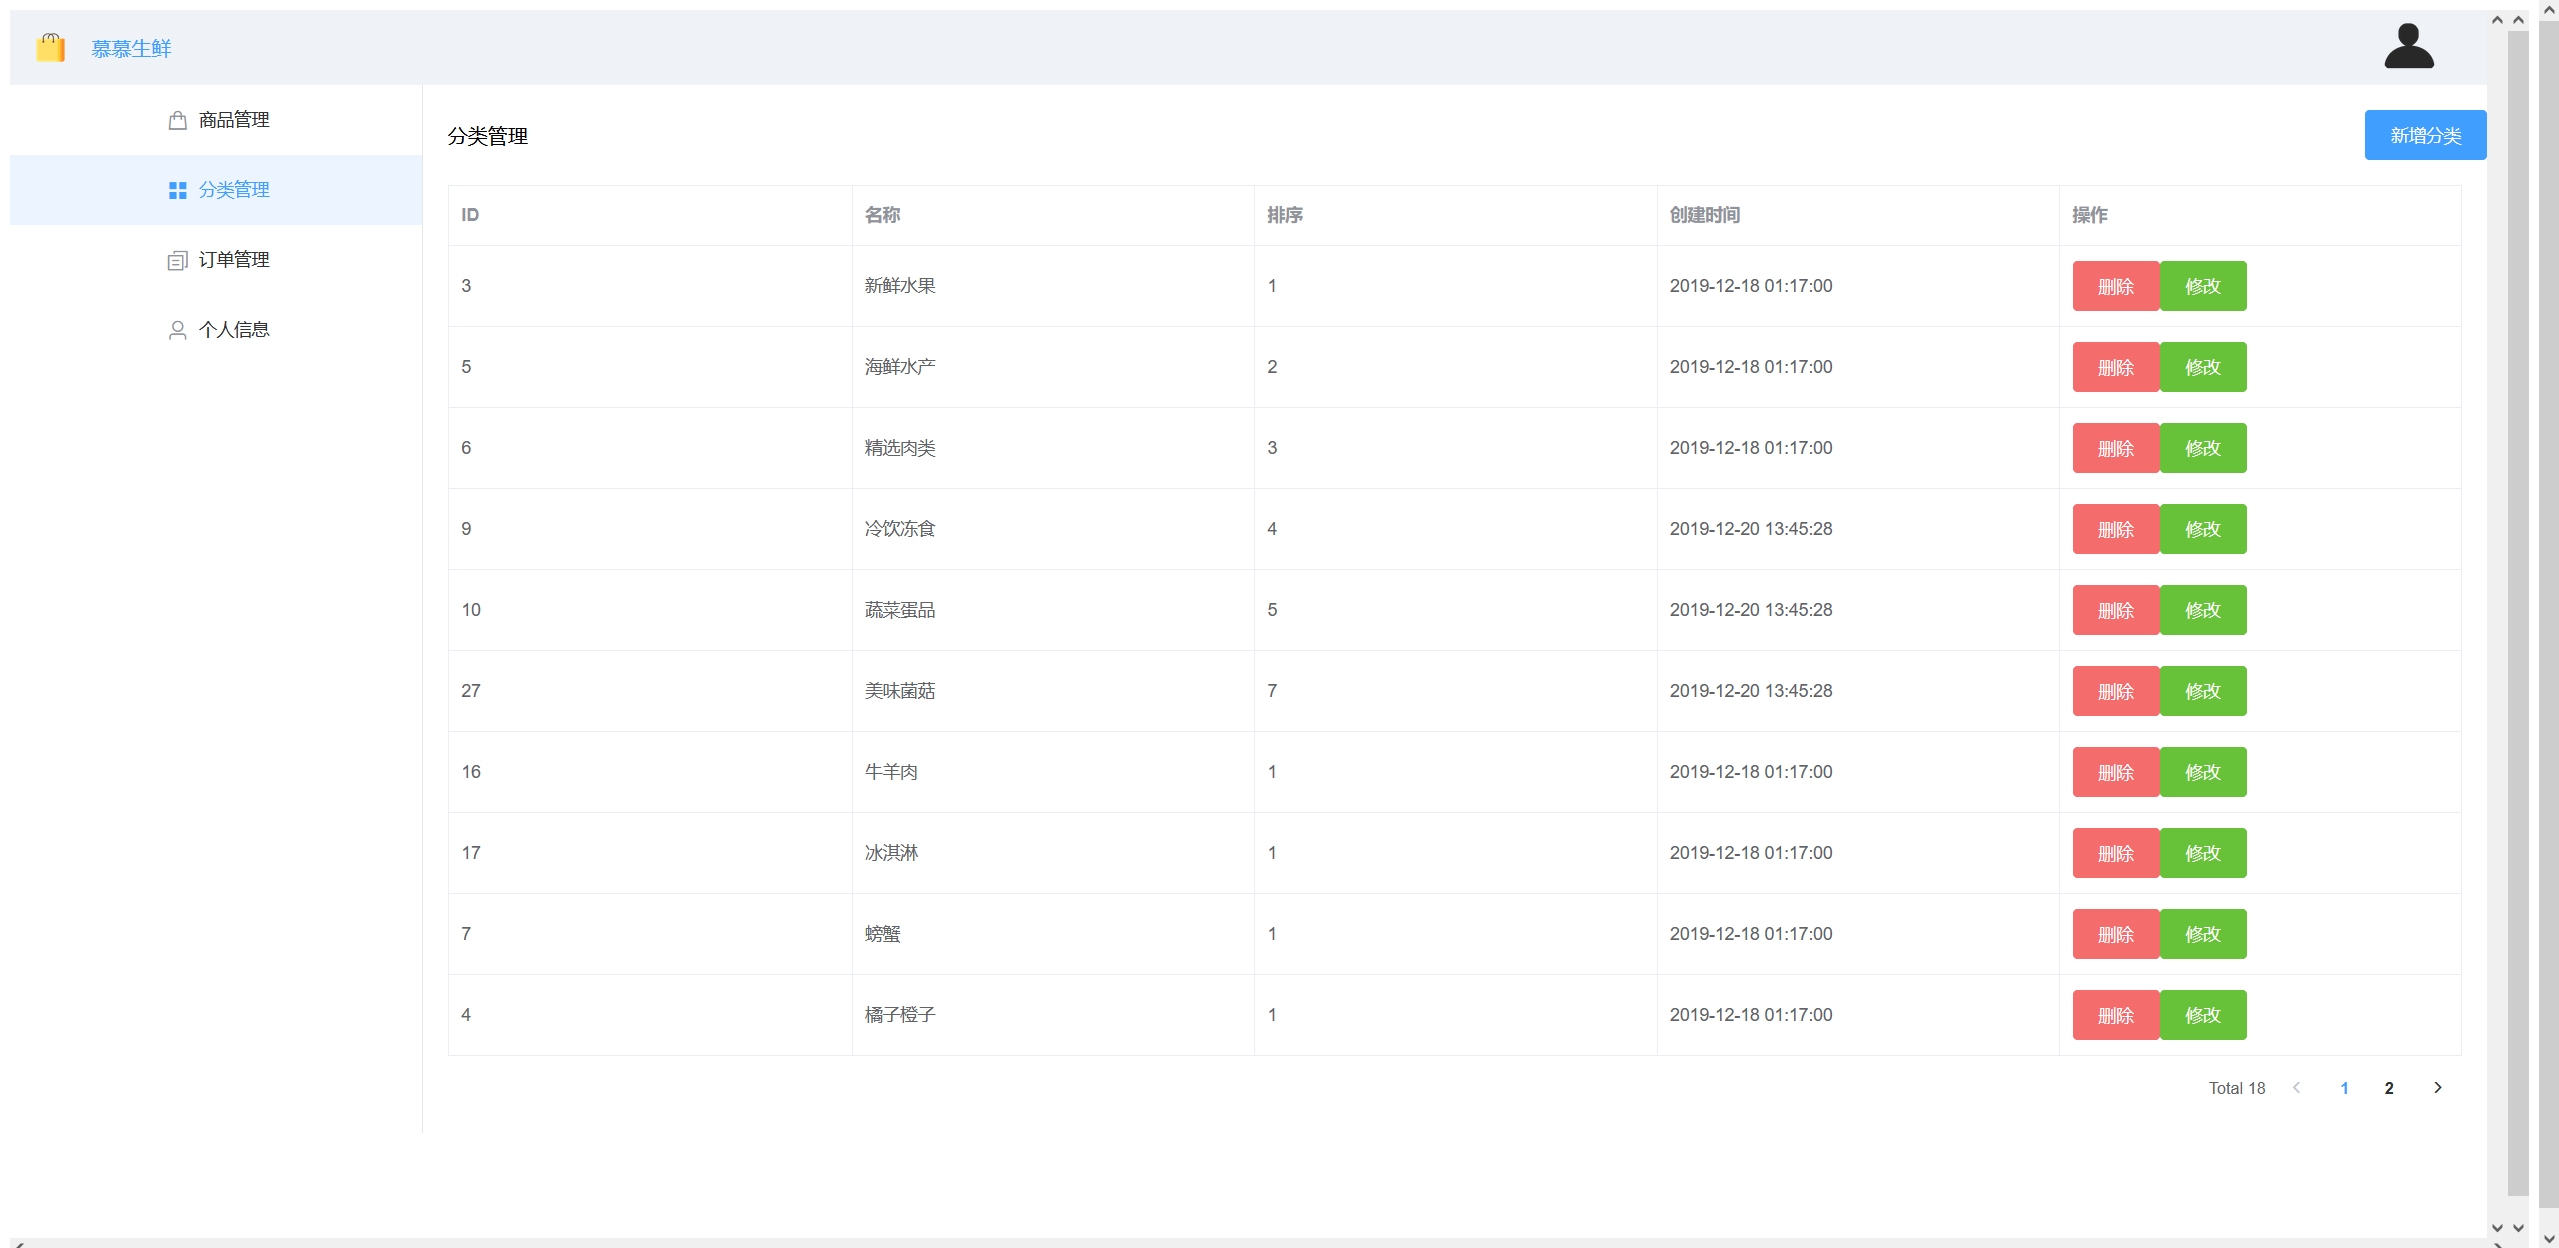 慕慕生鲜
商品管理
分类管理
订单管理
个人信息
分类管理 新增分类
ID 名称 排序 创建时间 操作
3 新鲜水果 1 2019-12-18 01:17:00 删除 修改
5 海鲜水产 2 2019-12-18 01:17:00 删除 修改
6 精选肉类 3 2019-12-18 01:17:00 删除 修改
9 冷饮冻食 4 2019-12-20 13:45:28 删除 修改
10 蔬菜蛋品 5 2019-12-20 13:45:28 删除 修改
27 美味菌菇 7 2019-12-20 13:45:28 删除 修改
16 牛羊肉 1 2019-12-18 01:17:00 删除 修改
17 冰淇淋 1 2019-12-18 01:17:00 删除 修改
7 螃蟹 1 2019-12-18 01:17:00 删除 修改
4 橘子橙子 1 2019-12-18 01:17:00 删除 修改
Total 18 1 2